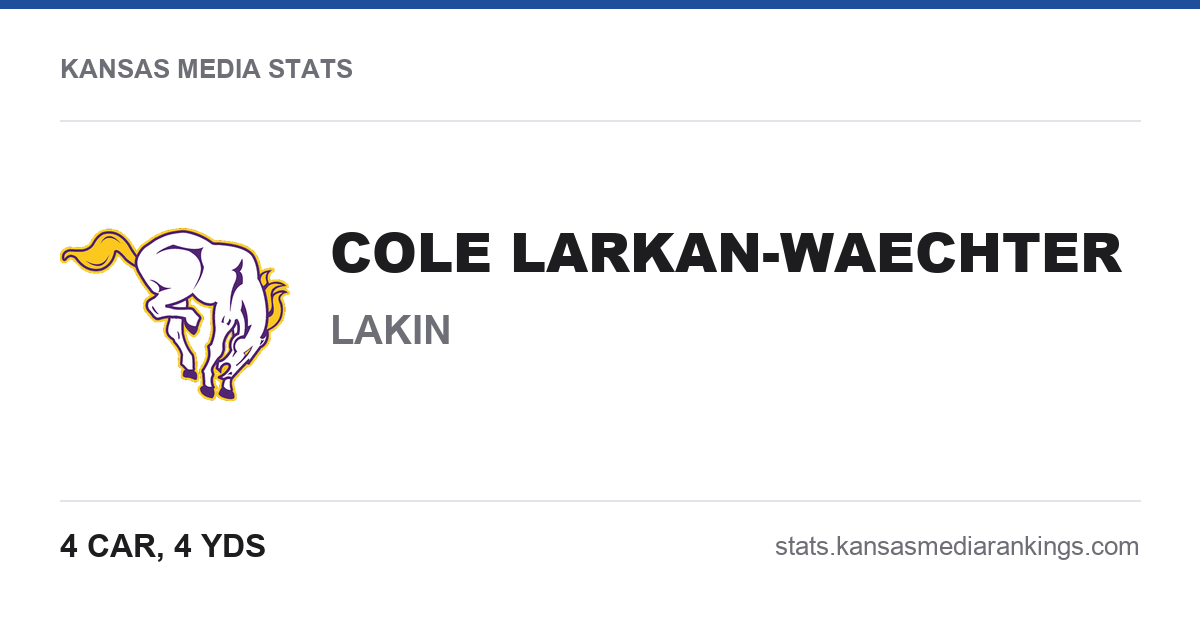 KANSAS MEDIA STATS
COLE LARKAN-WAECHTER
LAKIN
4 CAR, 4 YDS
stats.kansasmediarankings.com